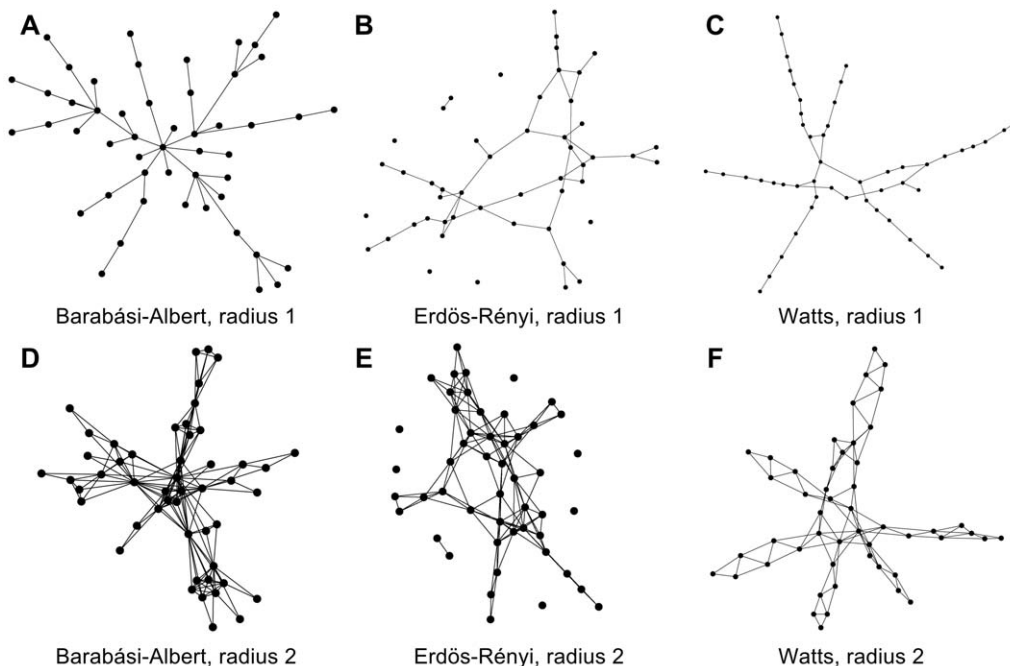 A
B
C
Barabási-Albert, radius 1
Erdös-Rényi, radius 1
Watts, radius 1
D
E
F
Barabási-Albert, radius 2
Erdös-Rényi, radius 2
Watts, radius 2